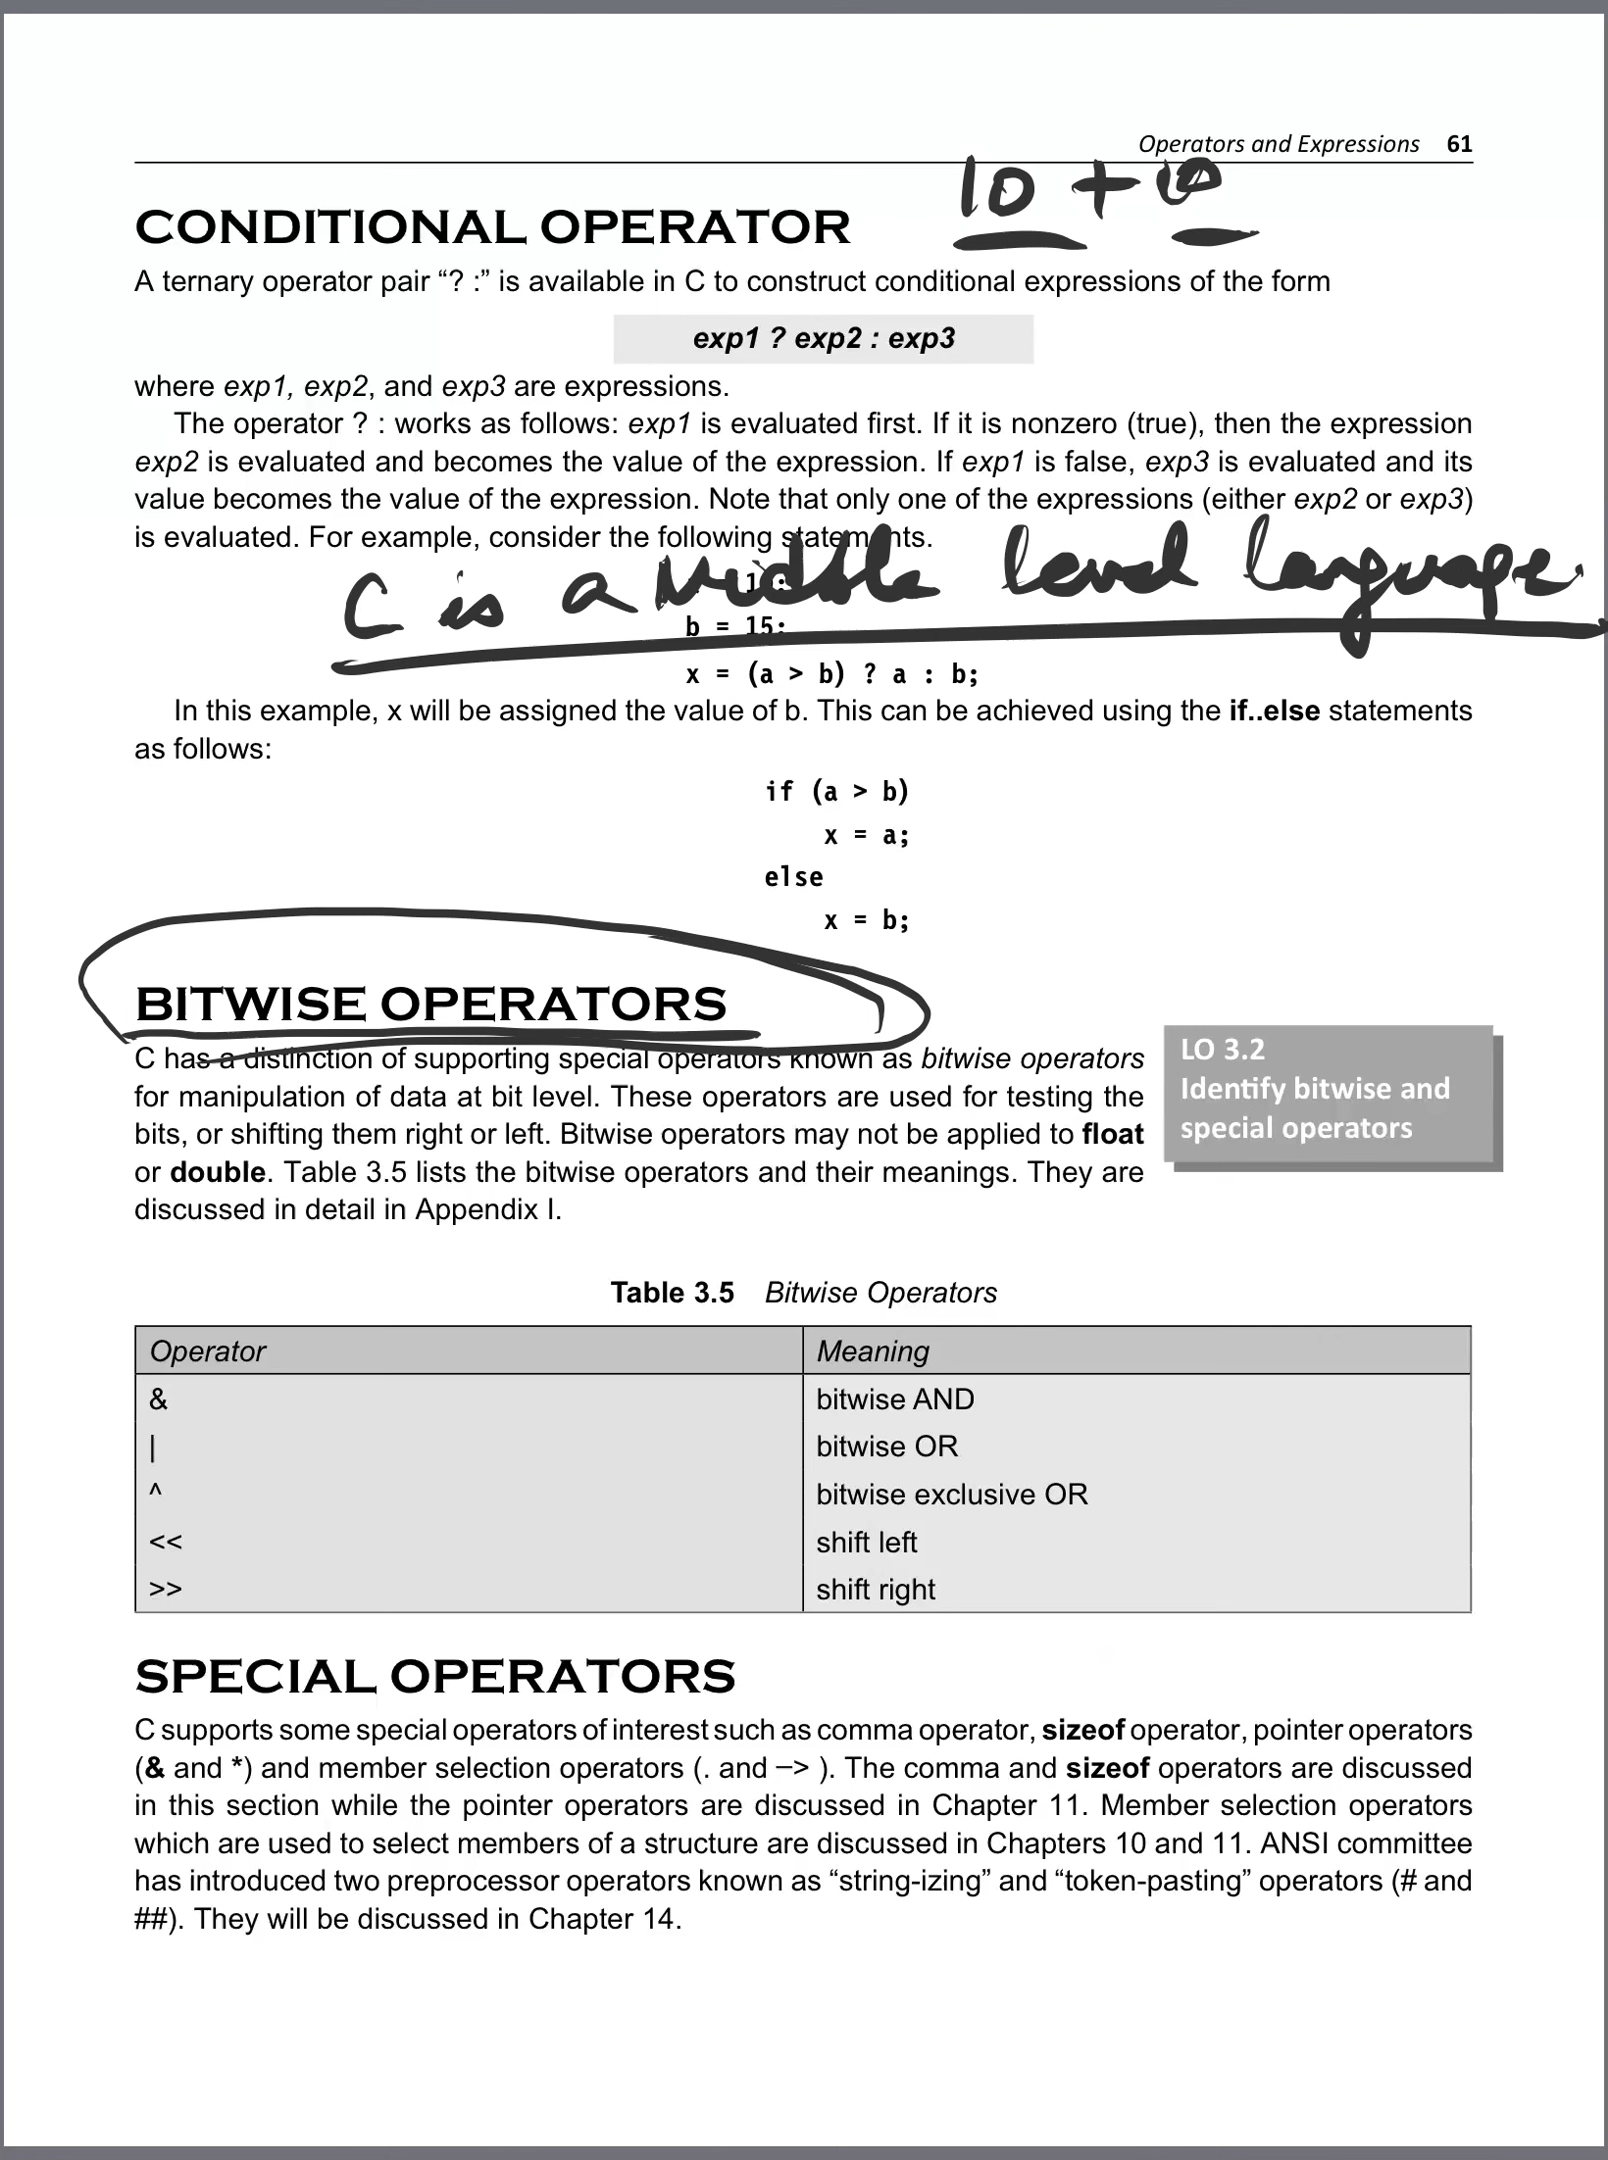 Operators and Expressions 61
10 + 10
CONDITIONAL OPERATOR
A ternary operator pair “? :” is available in C to construct conditional expressions of the form
exp1 ? exp2 : exp3
where exp1, exp2, and exp3 are expressions.
The operator ? : works as follows: exp1 is evaluated first. If it is nonzero (true), then the expression
exp2 is evaluated and becomes the value of the expression. If exp1 is false, exp3 is evaluated and its
value becomes the value of the expression. Note that only one of the expressions (either exp2 or exp3)
is evaluated. For example, consider the following statements.
C is a Middle level language.
b = 15;
x = (a > b) ? a : b;
In this example, x will be assigned the value of b. This can be achieved using the if..else statements
as follows:
if (a > b)
x = a;
else
x = b;
BITWISE OPERATORS
C has a distinction of supporting special operators known as bitwise operators
for manipulation of data at bit level. These operators are used for testing the
bits, or shifting them right or left. Bitwise operators may not be applied to float
or double. Table 3.5 lists the bitwise operators and their meanings. They are
discussed in detail in Appendix I.
LO 3.2
Identify bitwise and
special operators
Table 3.5 Bitwise Operators
Operator Meaning
& bitwise AND
| bitwise OR
^ bitwise exclusive OR
<< shift left
>> shift right
SPECIAL OPERATORS
C supports some special operators of interest such as comma operator, sizeof operator, pointer operators
(& and *) and member selection operators (. and –> ). The comma and sizeof operators are discussed
in this section while the pointer operators are discussed in Chapter 11. Member selection operators
which are used to select members of a structure are discussed in Chapters 10 and 11. ANSI committee
has introduced two preprocessor operators known as “string-izing” and “token-pasting” operators (# and
##). They will be discussed in Chapter 14.